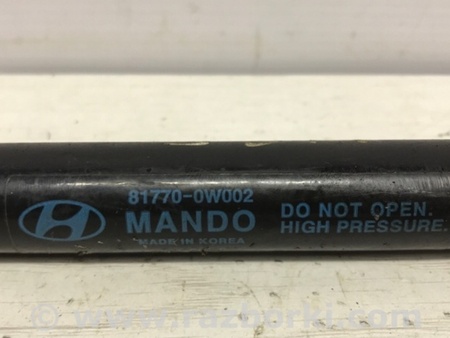 81770-0W002
MANDO
MADE IN KOREA
DO NOT OPEN.
HIGH PRESSURE.
www.razborki.com